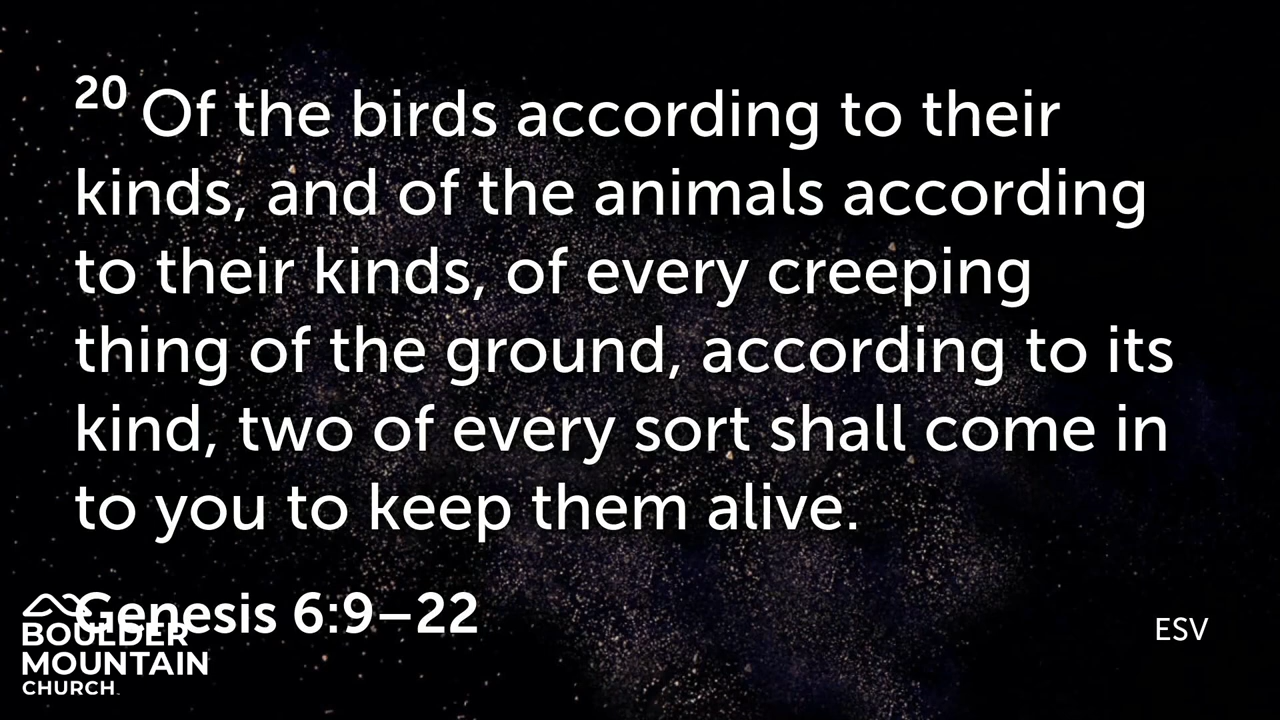 20 Of the birds according to their
kinds, and of the animals according
to their kinds, of every creeping
thing of the ground, according to its
kind, two of every sort shall come in
to you to keep them alive.
Genesis 6:9–22
ESV
BOULDER
MOUNTAIN
CHURCH